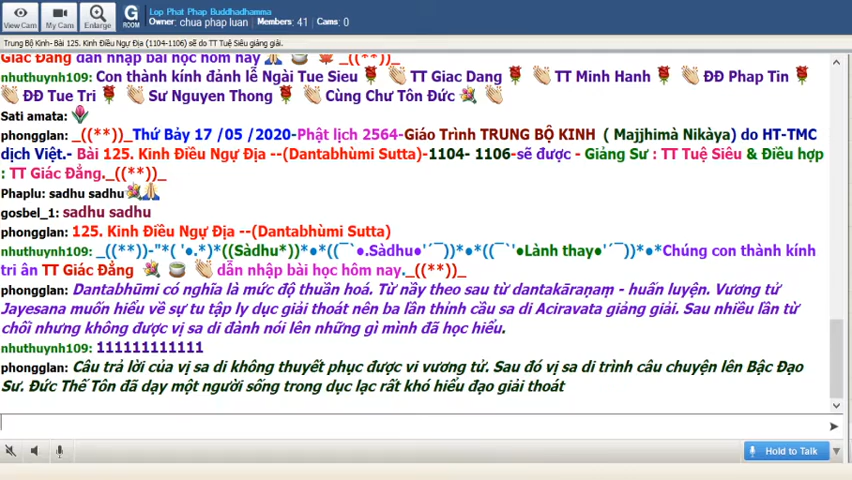 Lop Phat Phap Buddhadhamma
Owner: chua phap luan Members: 41 Cams: 0
View Cam My Cam Enlarge G ROOM
Trung Bộ Kinh- Bài 125. Kinh Điều Ngự Địa (1104-1106) sẽ do TT Tuệ Siêu giảng giải.
Giác Đẳng dẫn nhập bài học hôm nay _((**))_
nhuthuynh109: Con thành kính đảnh lễ Ngài Tue Sieu TT Giac Dang TT Minh Hanh ĐĐ Phap Tin
ĐĐ Tue Tri Sư Nguyen Thong Cùng Chư Tôn Đức
Sati amata:
phongglan: _((**))_Thứ Bảy 17 /05 /2020-Phật lịch 2564-Giáo Trình TRUNG BỘ KINH ( Majjhimà Nikàya) do HT-TMC
dịch Việt.- Bài 125. Kinh Điều Ngự Địa --(Dantabhùmi Sutta)-1104- 1106-sẽ được - Giảng Sư : TT Tuệ Siêu & Điều hợp
: TT Giác Đẳng._((**))_
Phaplu: sadhu sadhu
gosbel_1: sadhu sadhu
phongglan: 125. Kinh Điều Ngự Địa --(Dantabhùmi Sutta)
nhuthuynh109: _((**))-"*( '●.*)*((Sàdhu*))*●*((¯`●.Sàdhu●'´¯))*●*((¯`'●Lành thay●'´¯))*●*Chúng con thành kính
tri ân TT Giác Đẳng dẫn nhập bài học hôm nay._((**))_
phongglan: Dantabhūmi có nghĩa là mức độ thuần hoá. Từ nầy theo sau từ dantakāraṇaṃ - huấn luyện. Vương tử
Jayesana muốn hiểu về sự tu tập ly dục giải thoát nên ba lần thỉnh cầu sa di Aciravata giảng giải. Sau nhiều lần từ
chối nhưng không được vị sa di đành nói lên những gì mình đã học hiểu.
nhuthuynh109: 111111111111
phongglan: Câu trả lời của vị sa di không thuyết phục được vi vương tử. Sau đó vị sa di trình câu chuyện lên Bậc Đạo
Sư. Đức Thế Tôn đã dạy một người sống trong dục lạc rất khó hiểu đạo giải thoát
Hold to Talk